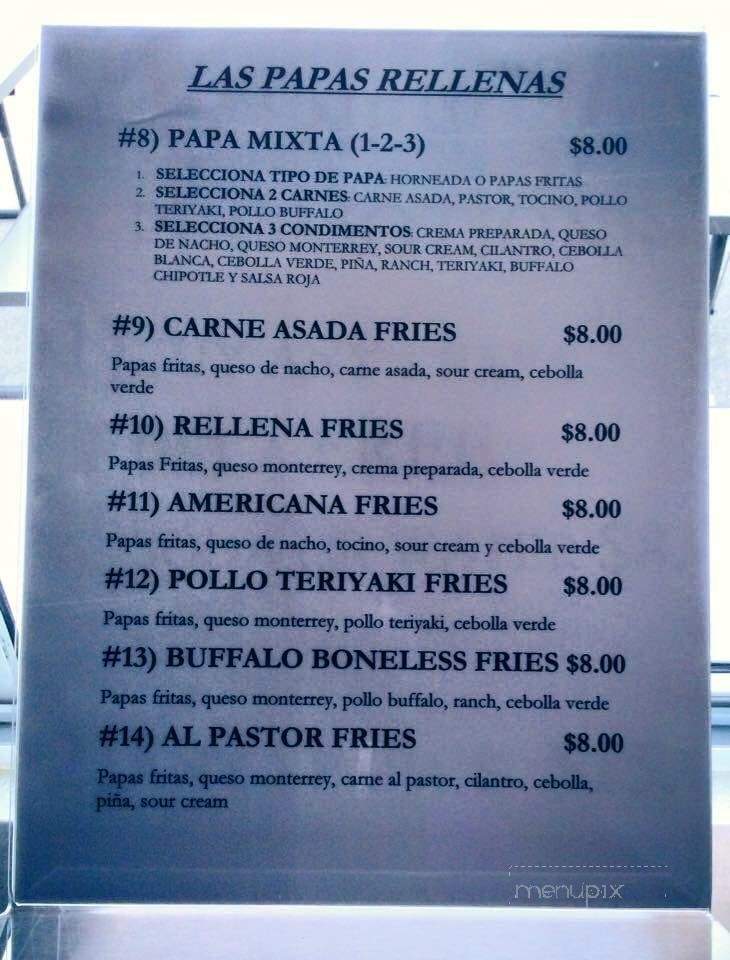 LAS PAPAS RELLENAS
#8) PAPA MIXTA (1-2-3) $8.00
1. SELECCIONA TIPO DE PAPA: HORNEADA O PAPAS FRITAS
2. SELECCIONA 2 CARNES: CARNE ASADA, PASTOR, TOCINO, POLLO
TERIYAKI, POLLO BUFFALO
3. SELECCIONA 3 CONDIMENTOS: CREMA PREPARADA, QUESO
DE NACHO, QUESO MONTERREY, SOUR CREAM, CILANTRO, CEBOLLA
BLANCA, CEBOLLA VERDE, PIÑA, RANCH, TERIYAKI, BUFFALO
CHIPOTLE Y SALSA ROJA
#9) CARNE ASADA FRIES $8.00
Papas fritas, queso de nacho, carne asada, sour cream, cebolla
verde
#10) RELLENA FRIES $8.00
Papas Fritas, queso monterrey, crema preparada, cebolla verde
#11) AMERICANA FRIES $8.00
Papas fritas, queso de nacho, tocino, sour cream y cebolla verde
#12) POLLO TERIYAKI FRIES $8.00
Papas fritas, queso monterrey, pollo teriyaki, cebolla verde
#13) BUFFALO BONELESS FRIES $8.00
Papas fritas, queso monterrey, pollo buffalo, ranch, cebolla verde
#14) AL PASTOR FRIES $8.00
Papas fritas, queso monterrey, carne al pastor, cilantro, cebolla,
piña, sour cream
menupix